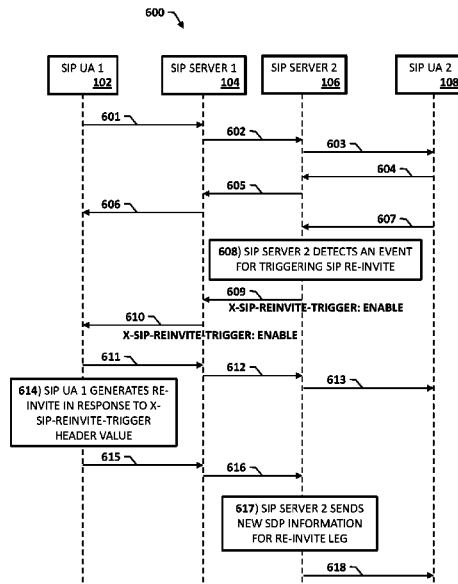 600
SIP UA 1
102
SIP SERVER 1
104
SIP SERVER 2
106
SIP UA 2
108
601
602
603
604
605
606
607
608) SIP SERVER 2 DETECTS AN EVENT
FOR TRIGGERING SIP RE-INVITE
609
X-SIP-REINVITE-TRIGGER: ENABLE
610
X-SIP-REINVITE-TRIGGER: ENABLE
611
612
613
614) SIP UA 1 GENERATES RE-
INVITE IN RESPONSE TO X-
SIP-REINVITE-TRIGGER
HEADER VALUE
615
616
617) SIP SERVER 2 SENDS
NEW SDP INFORMATION
FOR RE-INVITE LEG
618